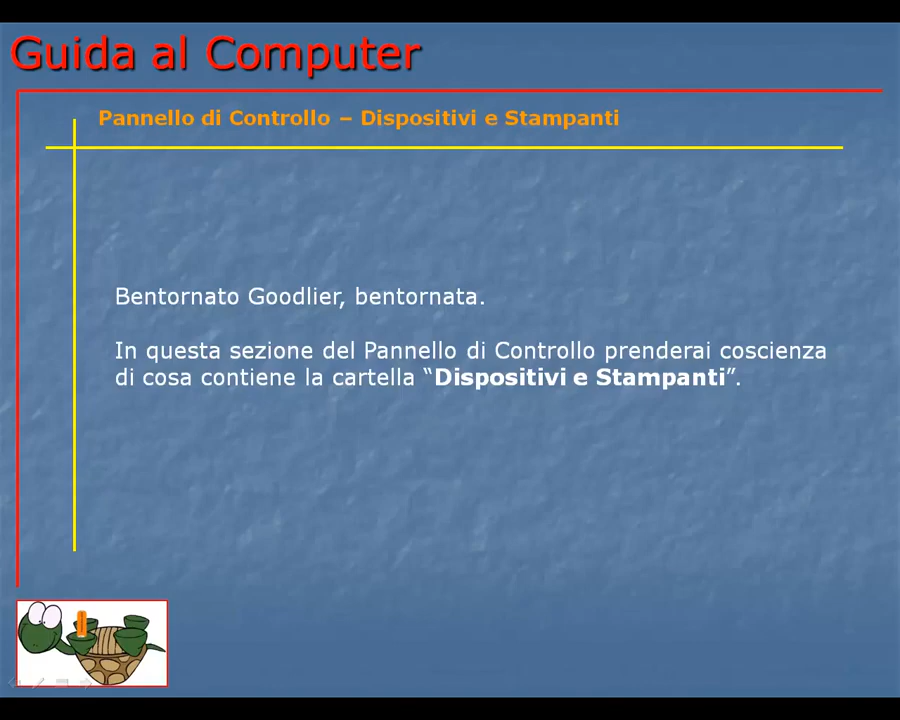 Guida al Computer
Pannello di Controllo – Dispositivi e Stampanti
Bentornato Goodlier, bentornata.
In questa sezione del Pannello di Controllo prenderai coscienza
di cosa contiene la cartella “Dispositivi e Stampanti”.